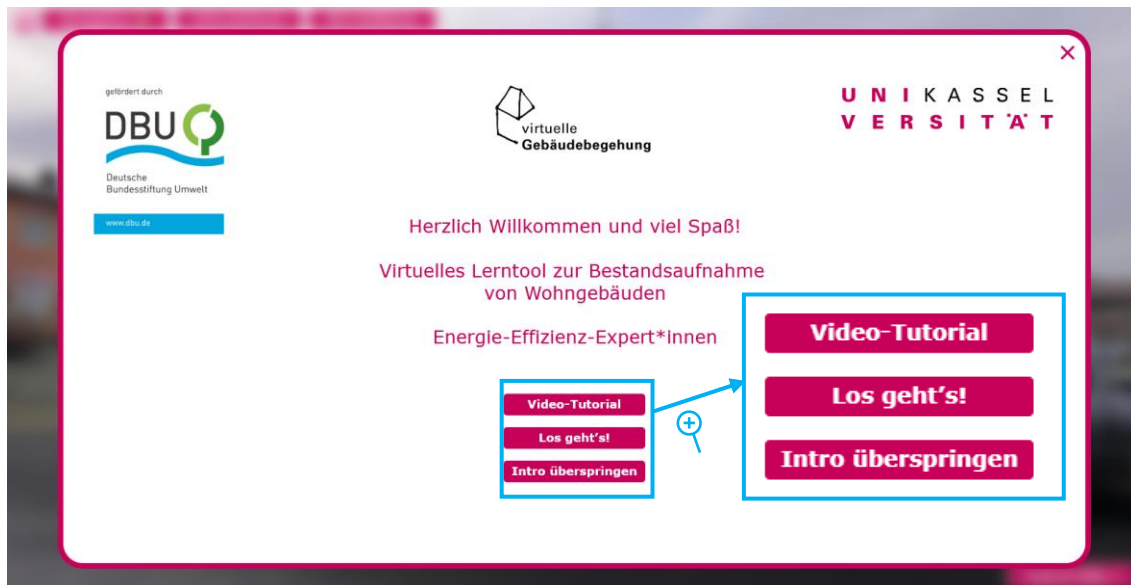 gefördert durch
DBU
Deutsche
Bundesstiftung Umwelt
www.dbu.de
virtuelle
Gebäudebegehung
UNIKASSEL
VERSITÄT
Herzlich Willkommen und viel Spaß!
Virtuelles Lerntool zur Bestandsaufnahme
von Wohngebäuden
Energie-Effizienz-Expert*innen
Video-Tutorial
Los geht's!
Intro überspringen
Video-Tutorial
Los geht's!
Intro überspringen